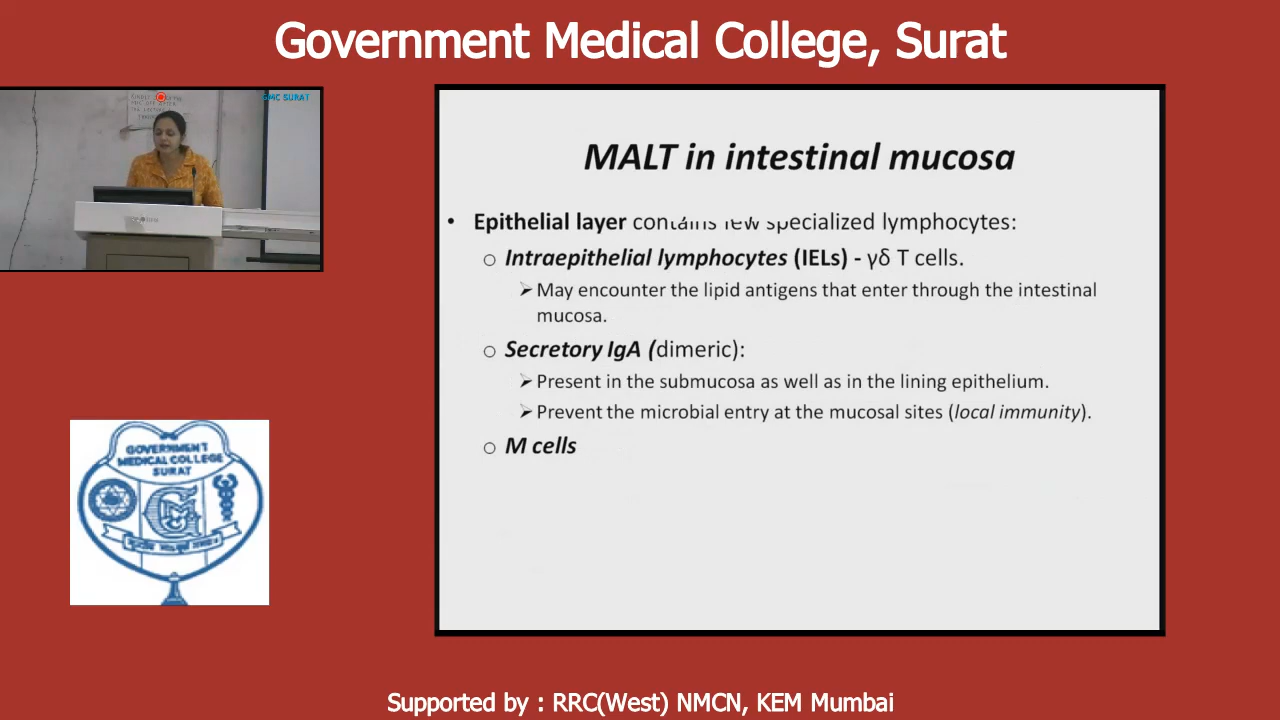 Government Medical College, Surat
GMC SURAT
MALT in intestinal mucosa
• Epithelial layer contains few specialized lymphocytes:
○ Intraepithelial lymphocytes (IELs) - γδ T cells.
➢ May encounter the lipid antigens that enter through the intestinal
mucosa.
○ Secretory IgA (dimeric):
➢ Present in the submucosa as well as in the lining epithelium.
➢ Prevent the microbial entry at the mucosal sites (local immunity).
○ M cells
GOVERNMENT
MEDICAL COLLEGE
SURAT
Supported by : RRC(West) NMCN, KEM Mumbai